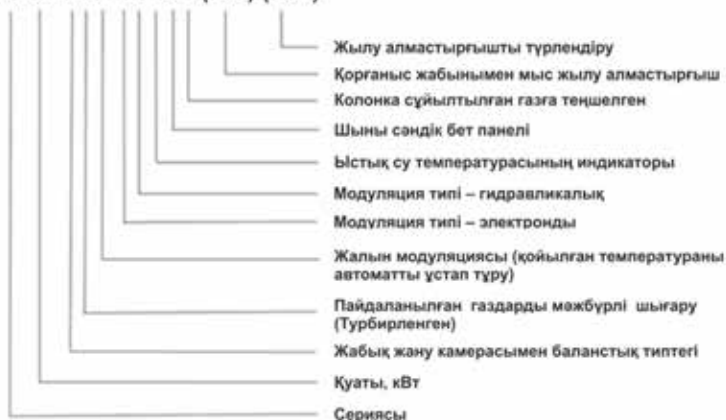 Жылу алмастырғышты түрлендіру
Қорғаныс жабынымен мыс жылу алмастырғыш
Колонка сұйылтылған газға теңшелген
Шыны сәндік бет панелі
Ыстық су температурасының индикаторы
Модуляция типі – гидравликалық
Модуляция типі – электронды
Жалын модуляциясы (қойылған температураны
автоматты ұстап тұру)
Пайдаланылған газдарды мәжбүрлі шығару
(Турбирленген)
Жабық жану камерасымен баланстық типтегі
Қуаты, кВт
Сериясы